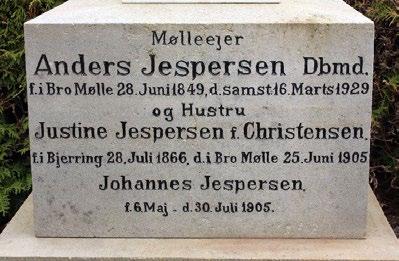 Mølleejer
Anders Jespersen Dbmd.
f.i Bro Mølle 28. Juni 1849, d. samst. 16. Marts 1929
og Hustru
Justine Jespersen f. Christensen.
f.i Bjerring 28. Juli 1866, d. i Bro Mølle 25. Juni 1905
Johannes Jespersen.
f. 6. Maj - d. 30. Juli 1905.